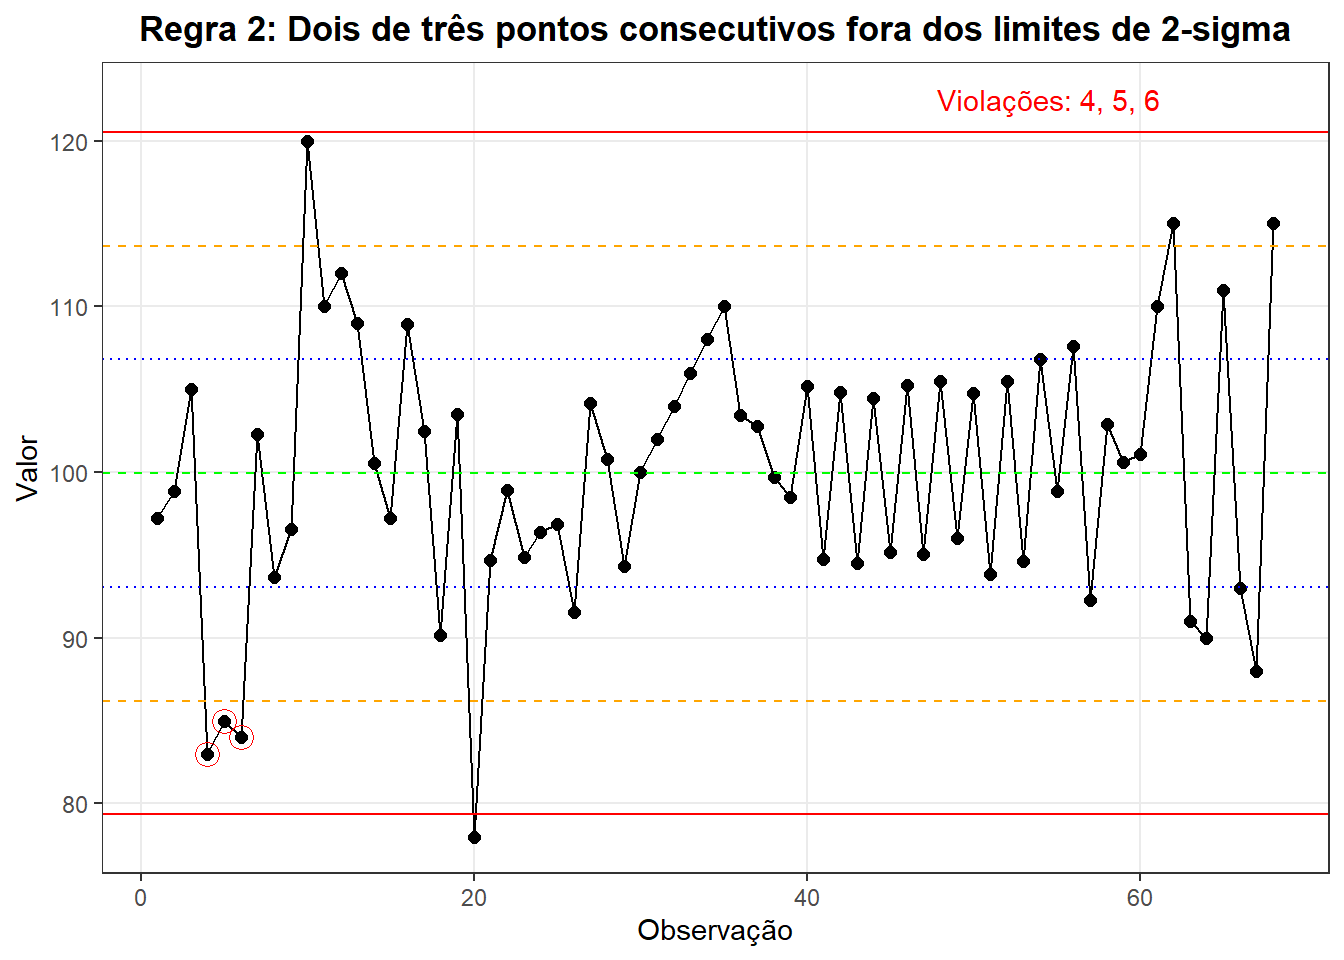 Regra 2: Dois de três pontos consecutivos fora dos limites de 2-sigma
Violações: 4, 5, 6
120
110
100
90
80
Valor
0
20
40
60
Observação